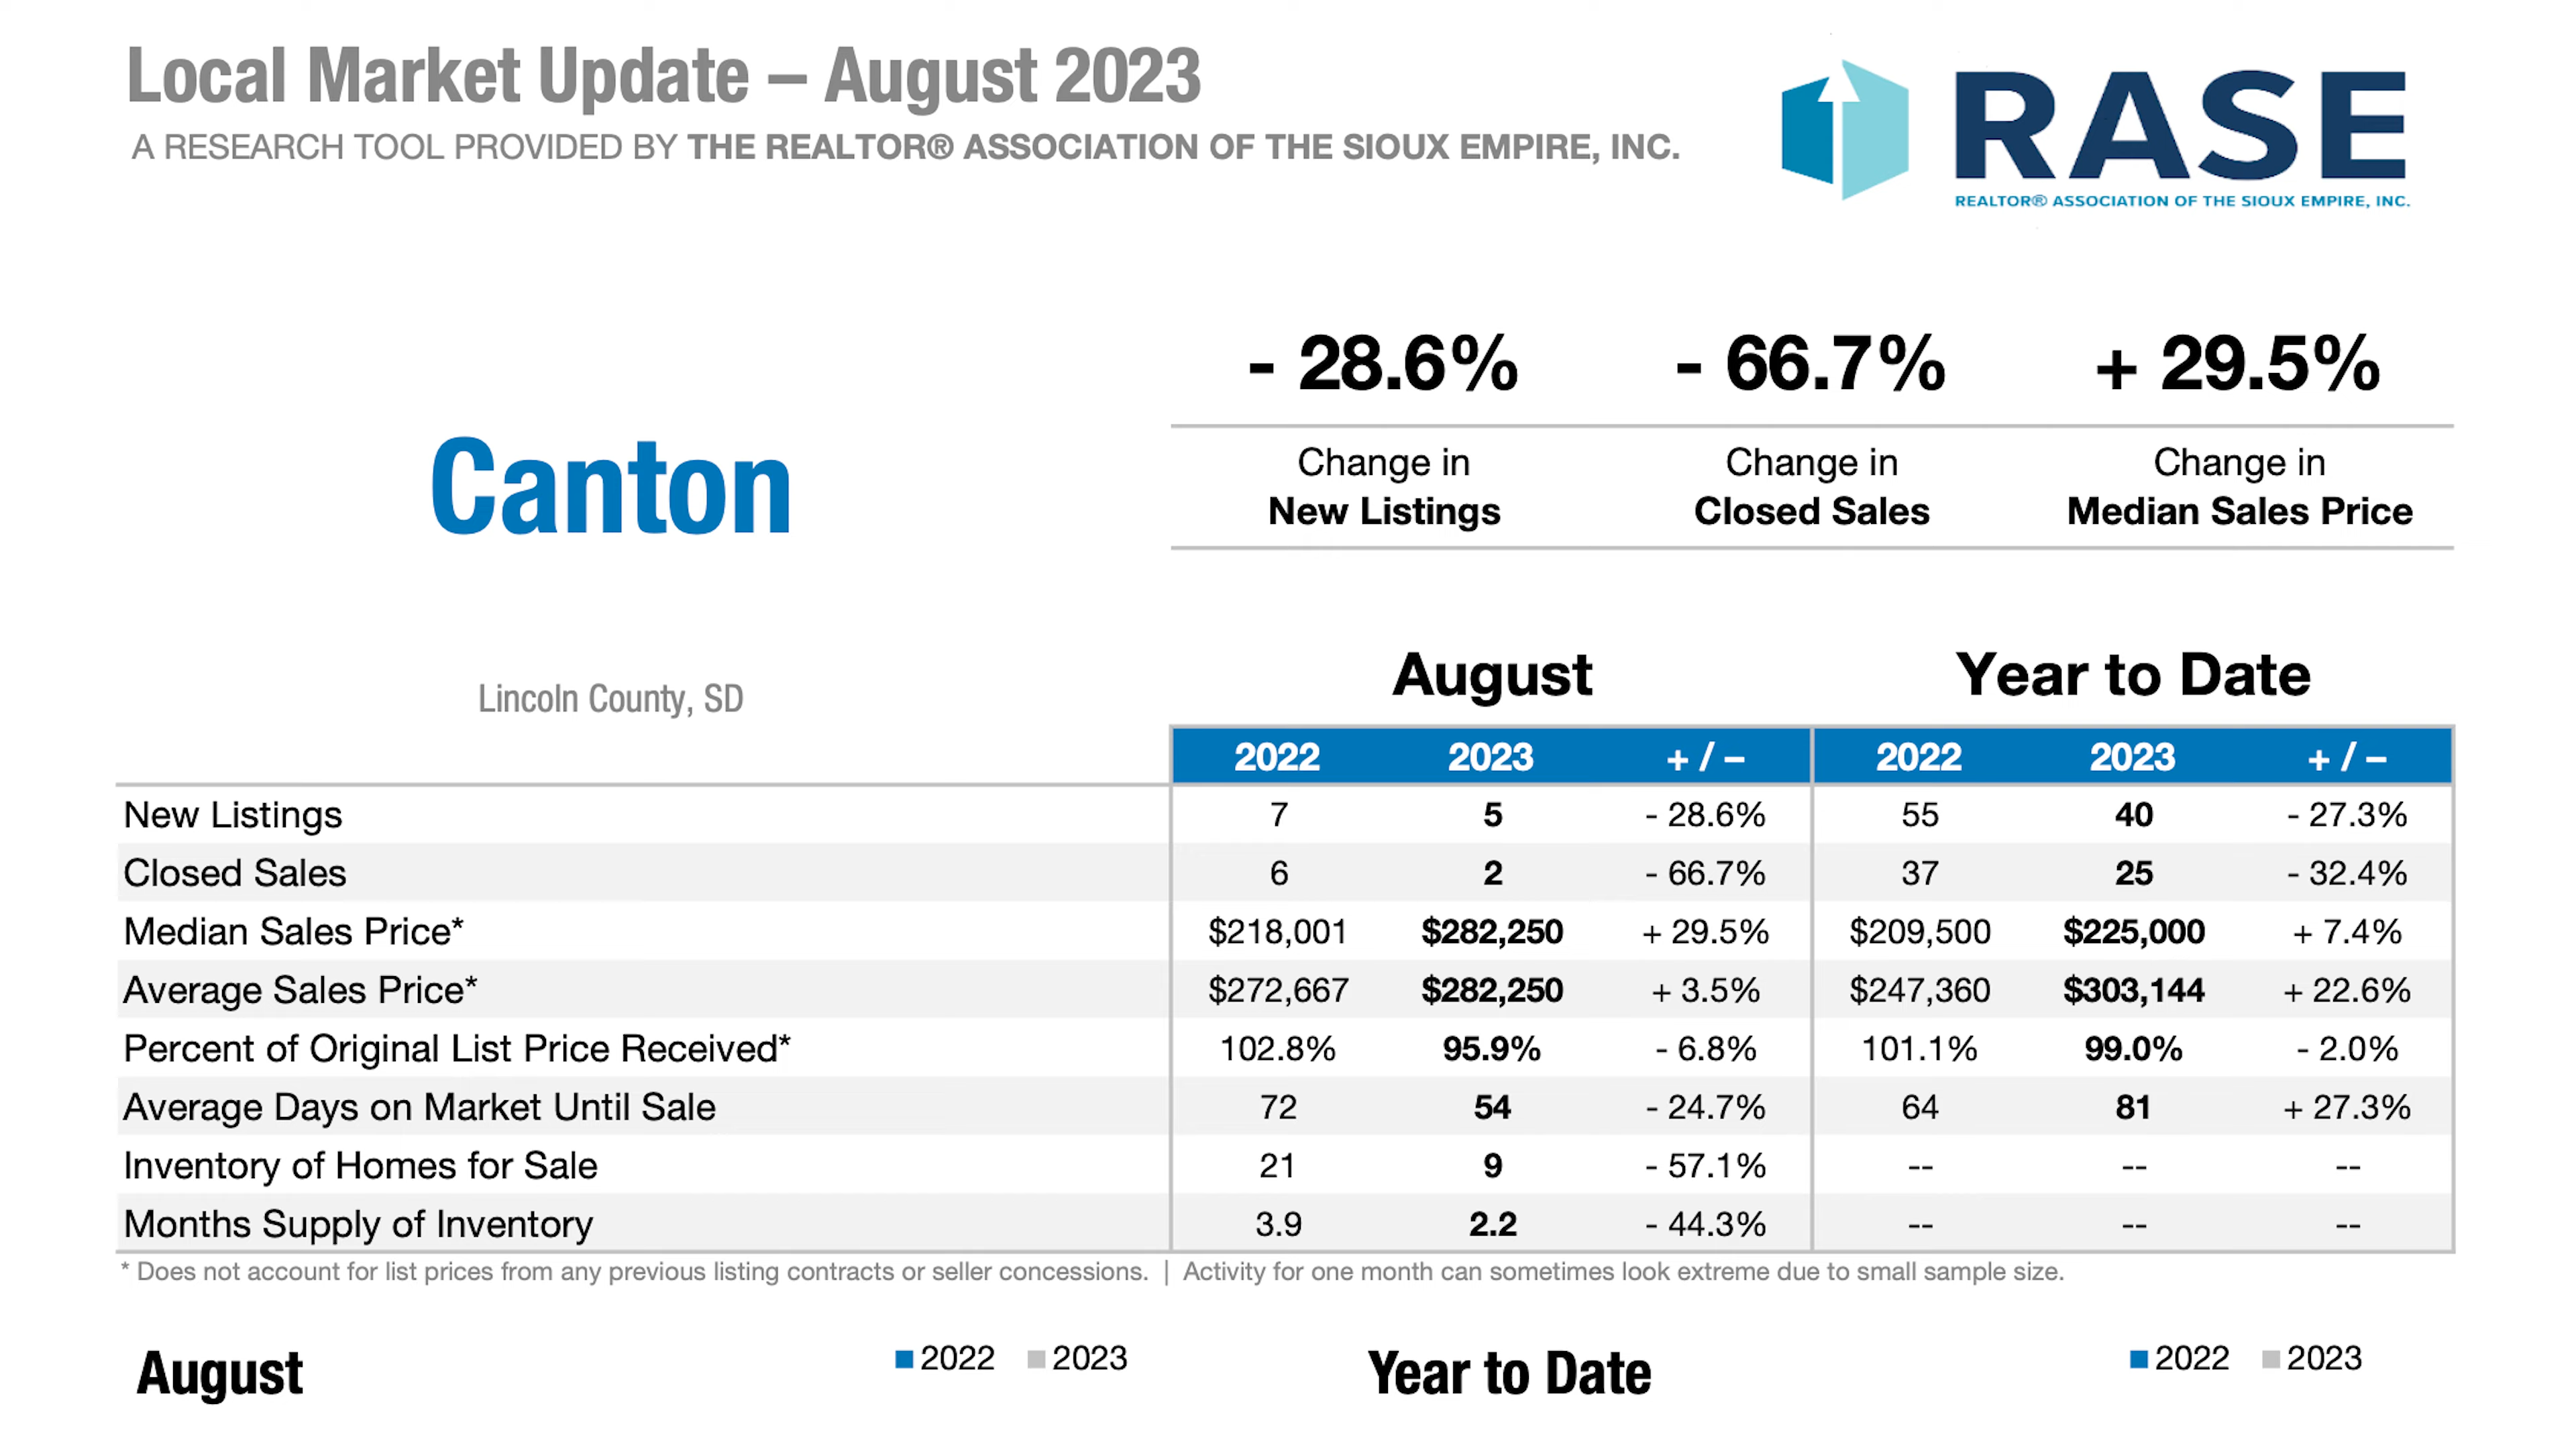 Local Market Update – August 2023
A RESEARCH TOOL PROVIDED BY THE REALTOR® ASSOCIATION OF THE SIOUX EMPIRE, INC.
RASE
REALTOR® ASSOCIATION OF THE SIOUX EMPIRE, INC.
Canton
Lincoln County, SD
- 28.6% - 66.7% + 29.5%
Change in Change in Change in
New Listings Closed Sales Median Sales Price
August Year to Date
2022 2023 + / – 2022 2023 + / –
New Listings 7 5 - 28.6% 55 40 - 27.3%
Closed Sales 6 2 - 66.7% 37 25 - 32.4%
Median Sales Price* $218,001 $282,250 + 29.5% $209,500 $225,000 + 7.4%
Average Sales Price* $272,667 $282,250 + 3.5% $247,360 $303,144 + 22.6%
Percent of Original List Price Received* 102.8% 95.9% - 6.8% 101.1% 99.0% - 2.0%
Average Days on Market Until Sale 72 54 - 24.7% 64 81 + 27.3%
Inventory of Homes for Sale 21 9 - 57.1% -- -- --
Months Supply of Inventory 3.9 2.2 - 44.3% -- -- --
* Does not account for list prices from any previous listing contracts or seller concessions. | Activity for one month can sometimes look extreme due to small sample size.
August 2022 2023 Year to Date 2022 2023